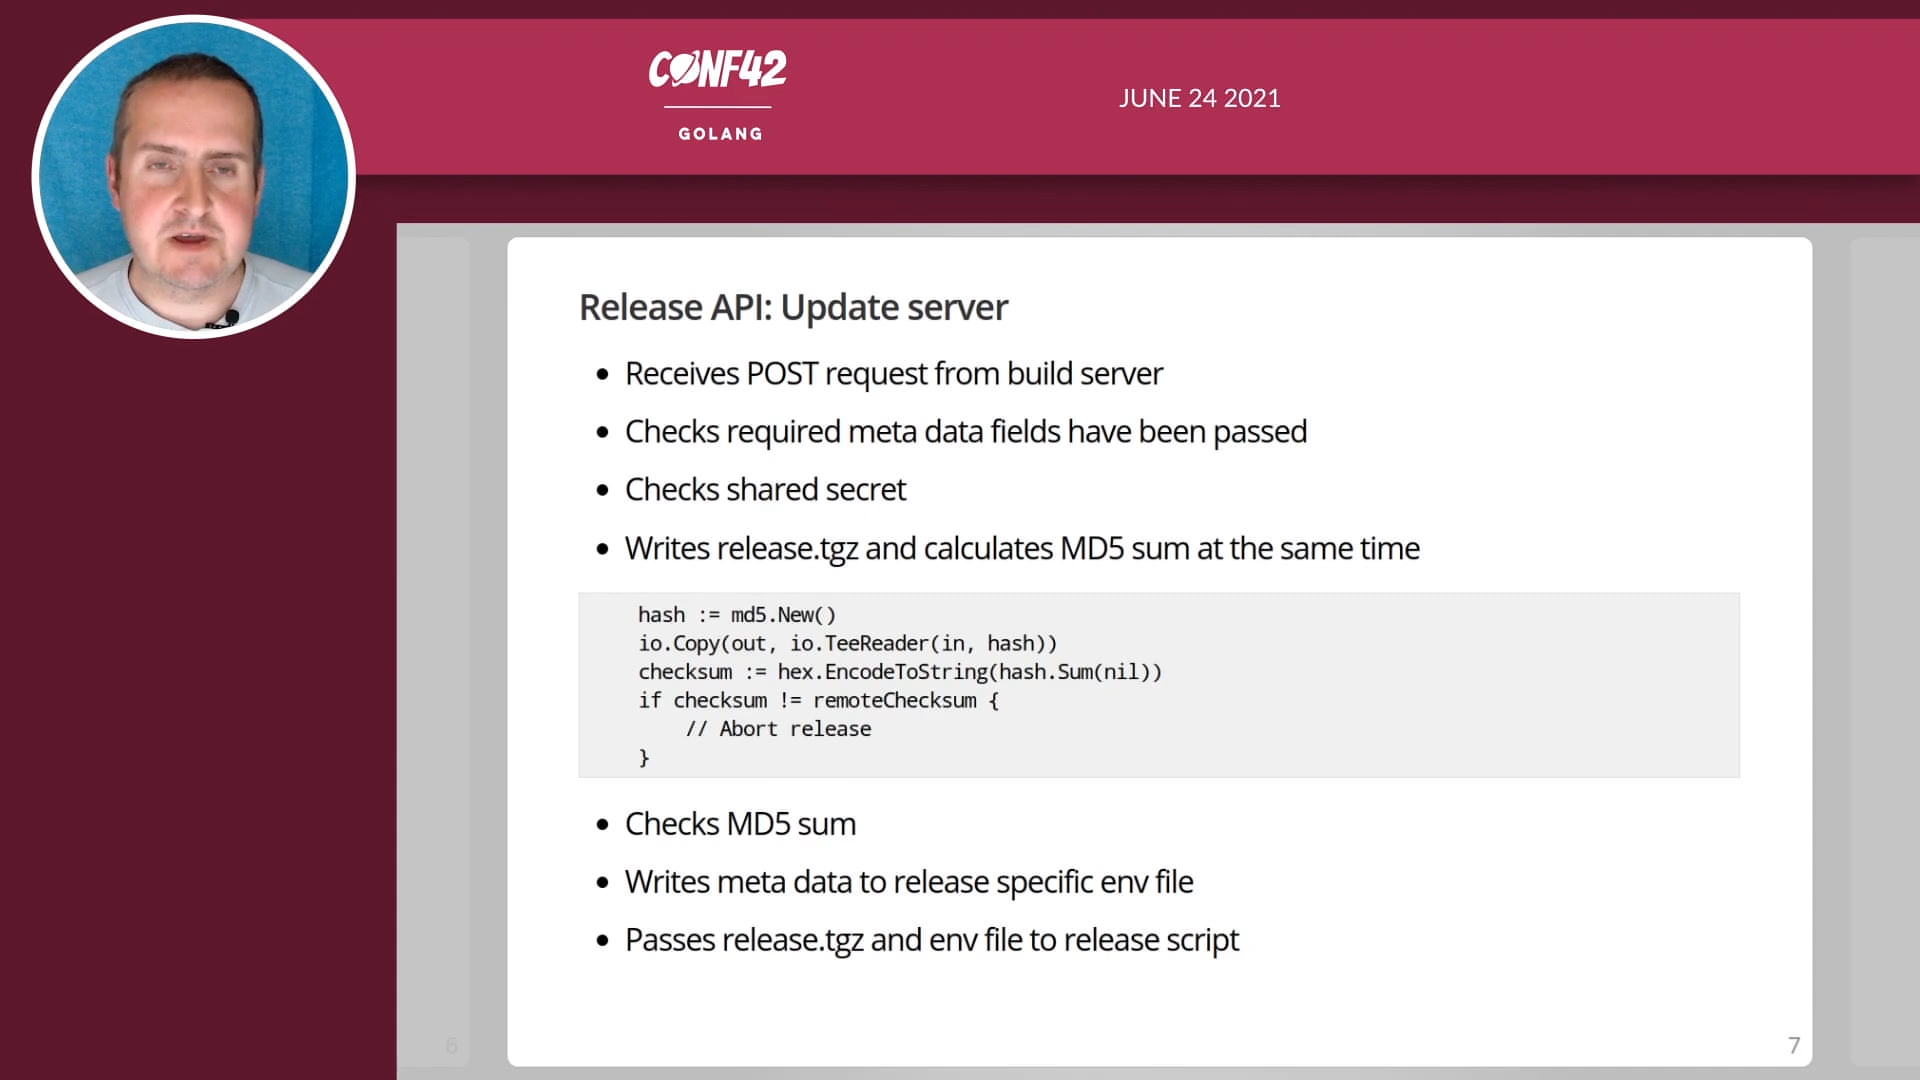 CONF42
GOLANG
JUNE 24 2021
Release API: Update server
• Receives POST request from build server
• Checks required meta data fields have been passed
• Checks shared secret
• Writes release.tgz and calculates MD5 sum at the same time
hash := md5.New()
io.Copy(out, io.TeeReader(in, hash))
checksum := hex.EncodeToString(hash.Sum(nil))
if checksum != remoteChecksum {
    // Abort release
}
• Checks MD5 sum
• Writes meta data to release specific env file
• Passes release.tgz and env file to release script
6
7